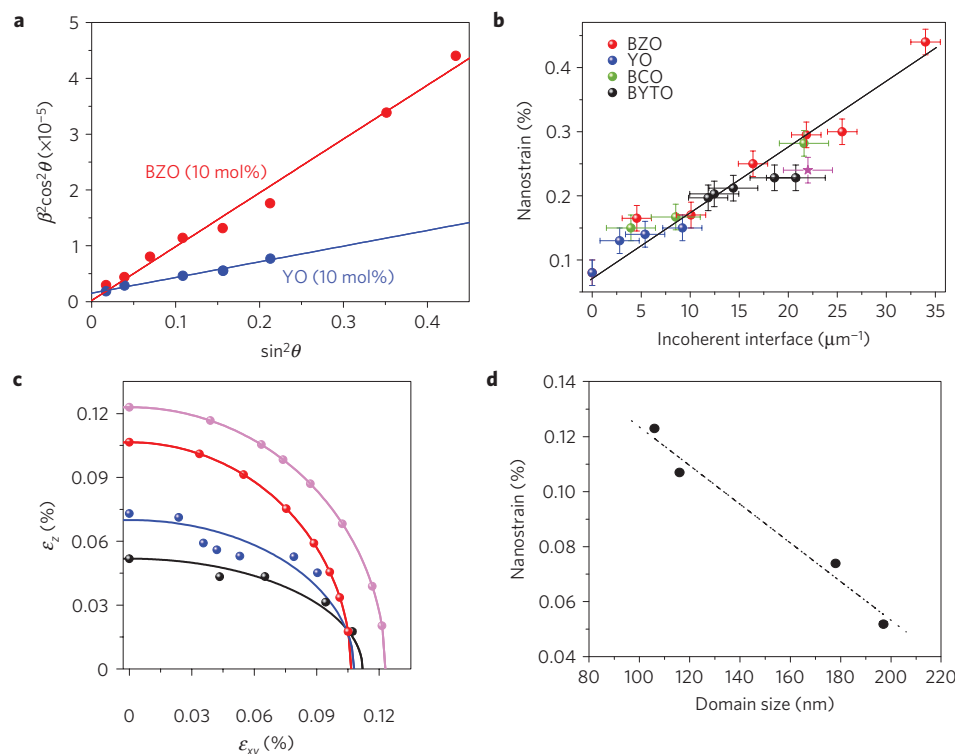 a
β²cos²θ (×10⁻⁵)
5
4
3
2
1
0
BZO (10 mol%)
YO (10 mol%)
0
0.1
0.2
0.3
0.4
sin²θ
b
Nanostrain (%)
0.4
0.3
0.2
0.1
BZO
YO
BCO
BYTO
0
5
10
15
20
25
30
35
Incoherent interface (μm⁻¹)
c
ε_z (%)
0.12
0.09
0.06
0.03
0
0
0.03
0.06
0.09
0.12
ε_xy (%)
d
Nanostrain (%)
0.14
0.12
0.10
0.08
0.06
0.04
80
100
120
140
160
180
200
220
Domain size (nm)